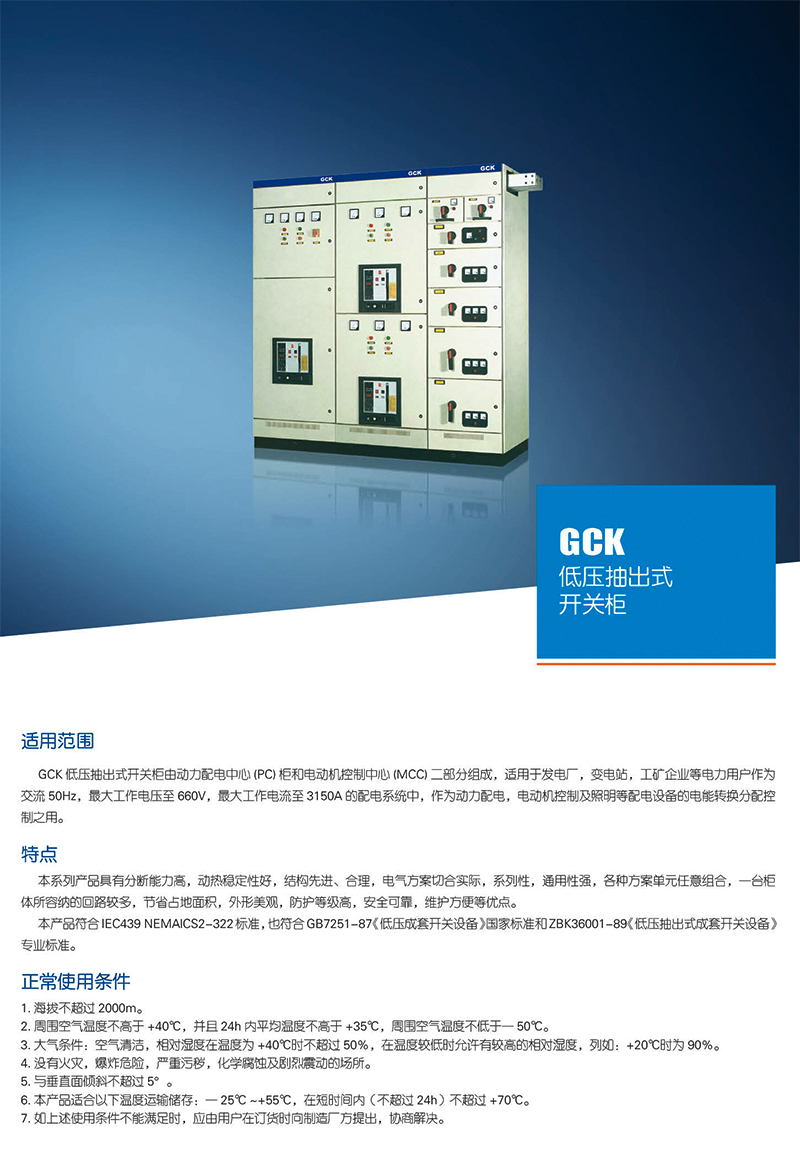 GCK
GCK
GCK
GCK
低压抽出式
开关柜
适用范围
GCK 低压抽出式开关柜由动力配电中心 (PC) 柜和电动机控制中心 (MCC) 二部分组成，适用于发电厂，变电站，工矿企业等电力用户作为
交流 50Hz，最大工作电压至 660V，最大工作电流至 3150A 的配电系统中，作为动力配电，电动机控制及照明等配电设备的电能转换分配控
制之用。
特点
本系列产品具有分断能力高，动热稳定性好，结构先进、合理，电气方案切合实际，系列性，通用性强，各种方案单元任意组合，一台柜
体所容纳的回路较多，节省占地面积，外形美观，防护等级高，安全可靠，维护方便等优点。
本产品符合 IEC439 NEMAICS2-322 标准，也符合 GB7251-87《低压成套开关设备》国家标准和 ZBK36001-89《低压抽出式成套开关设备》
专业标准。
正常使用条件
1. 海拔不超过 2000m。
2. 周围空气温度不高于 +40℃，并且 24h 内平均温度不高于 +35℃，周围空气温度不低于一 50℃。
3. 大气条件：空气清洁，相对湿度在温度为 +40℃时不超过 50%，在温度较低时允许有较高的相对湿度，列如：+20℃时为 90%。
4. 没有火灾，爆炸危险，严重污秽，化学腐蚀及剧烈震动的场所。
5. 与垂直面倾斜不超过 5° 。
6. 本产品适合以下温度运输储存：一 25℃ ~+55℃，在短时间内（不超过 24h）不超过 +70℃。
7. 如上述使用条件不能满足时，应由用户在订货时向制造厂方提出，协商解决。